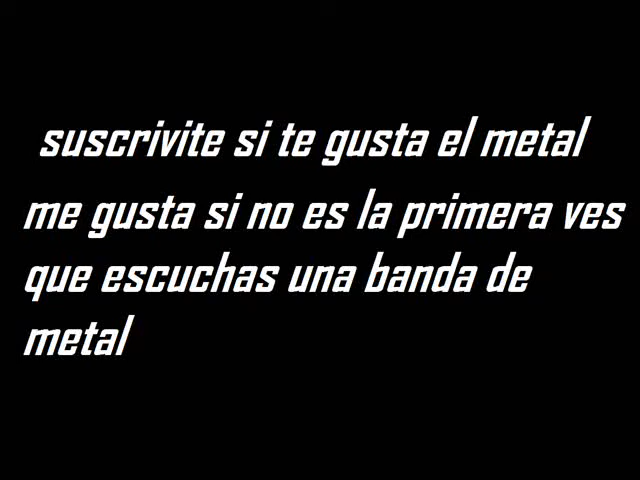 suscrivite si te gusta el metal
me gusta si no es la primera ves
que escuchas una banda de
metal